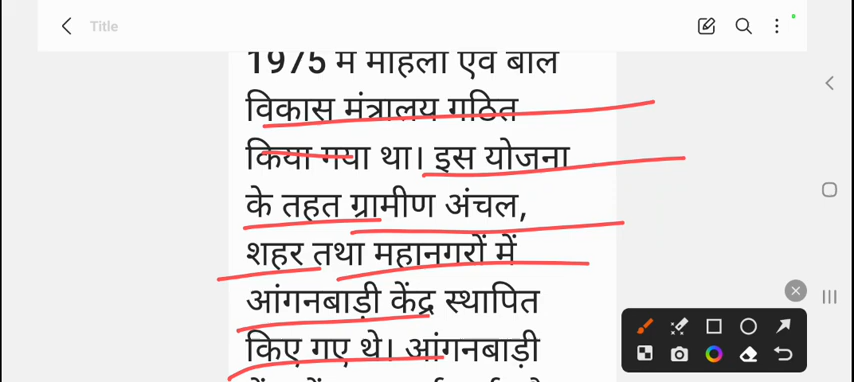 Title
1975 में महिला एवं बाल
विकास मंत्रालय गठित
किया गया था। इस योजना
के तहत ग्रामीण अंचल,
शहर तथा महानगरों में
आंगनबाड़ी केंद्र स्थापित
किए गए थे। आंगनबाड़ी